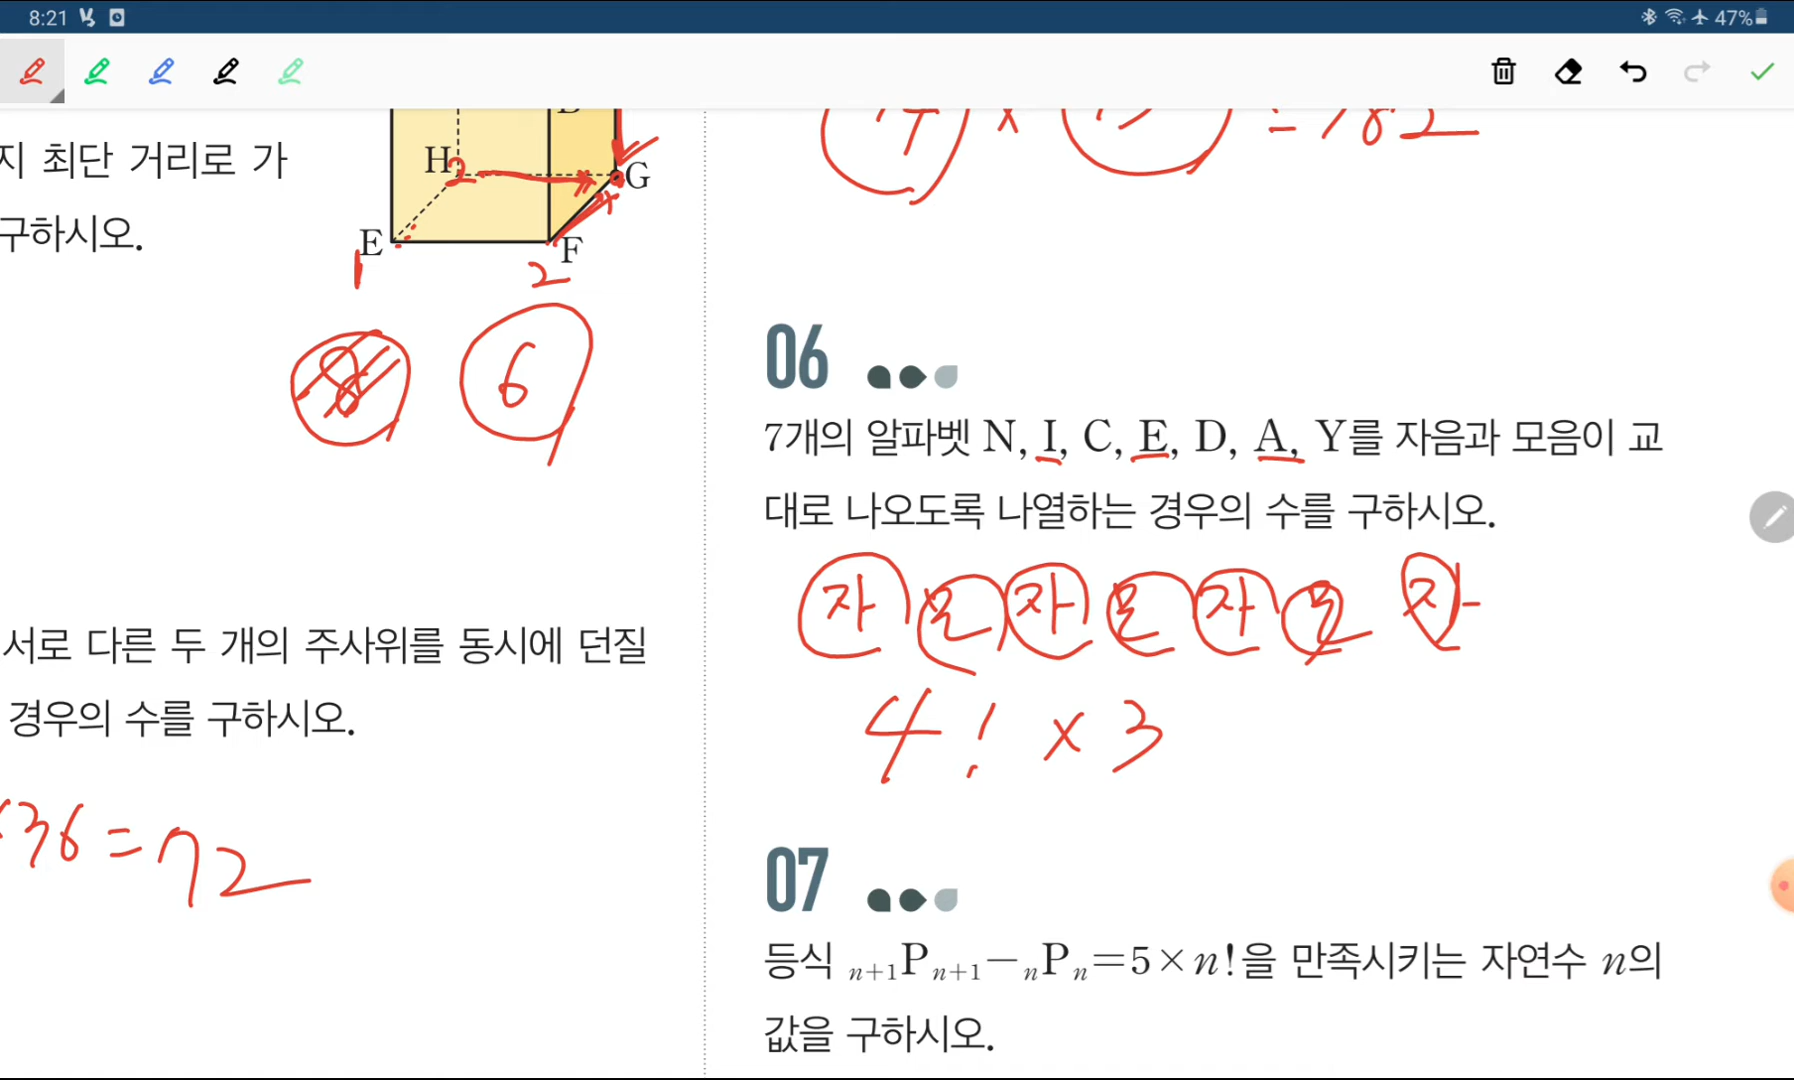 8:21
47%
지 최단 거리로 가
구하시오.
H
2
G
E
F
1
2
8
6
서로 다른 두 개의 주사위를 동시에 던질
경우의 수를 구하시오.
×36=72
×
=782
06
7개의 알파벳 N, I, C, E, D, A, Y를 자음과 모음이 교
대로 나오도록 나열하는 경우의 수를 구하시오.
자 모 자 모 자 모 자
4! × 3
07
등식 n+1Pn+1−nPn=5×n!을 만족시키는 자연수 n의
값을 구하시오.